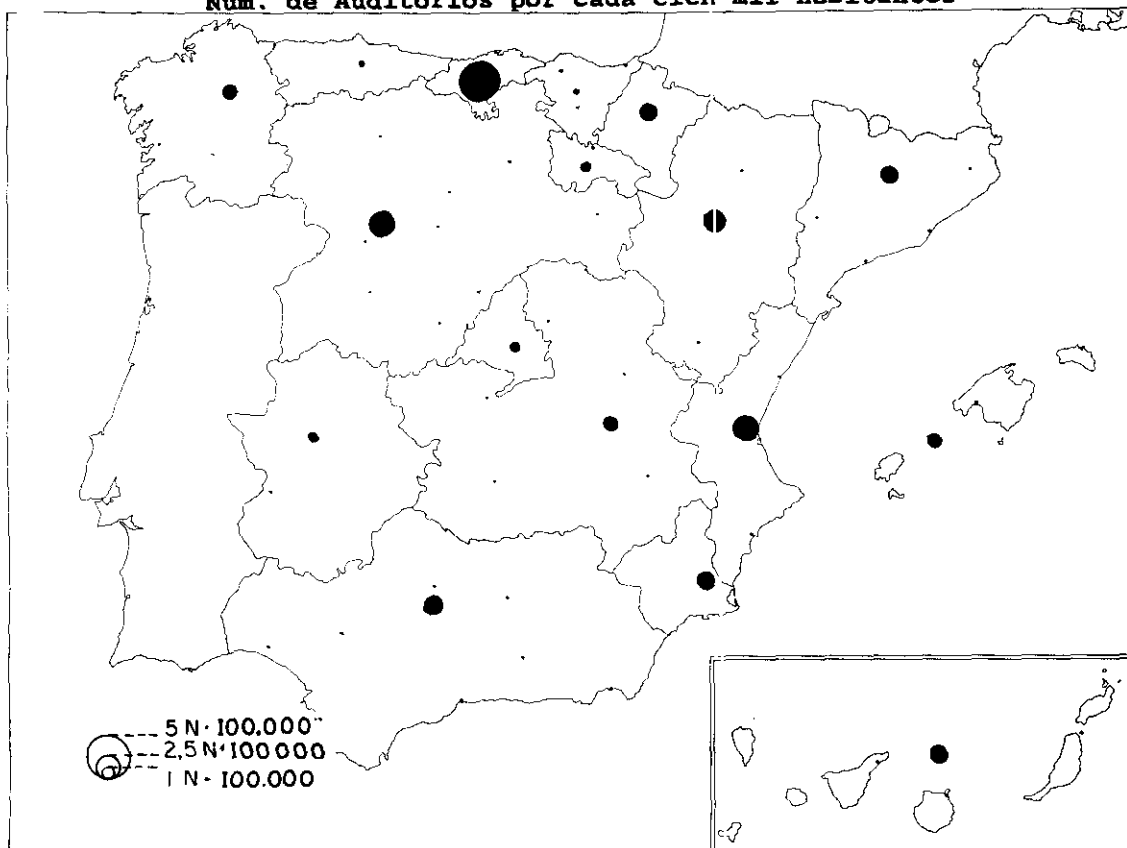 Núm. de Auditorios por cada cien mil habitantes
5 N · 100.000
2,5 N · 100 000
1 N · 100.000